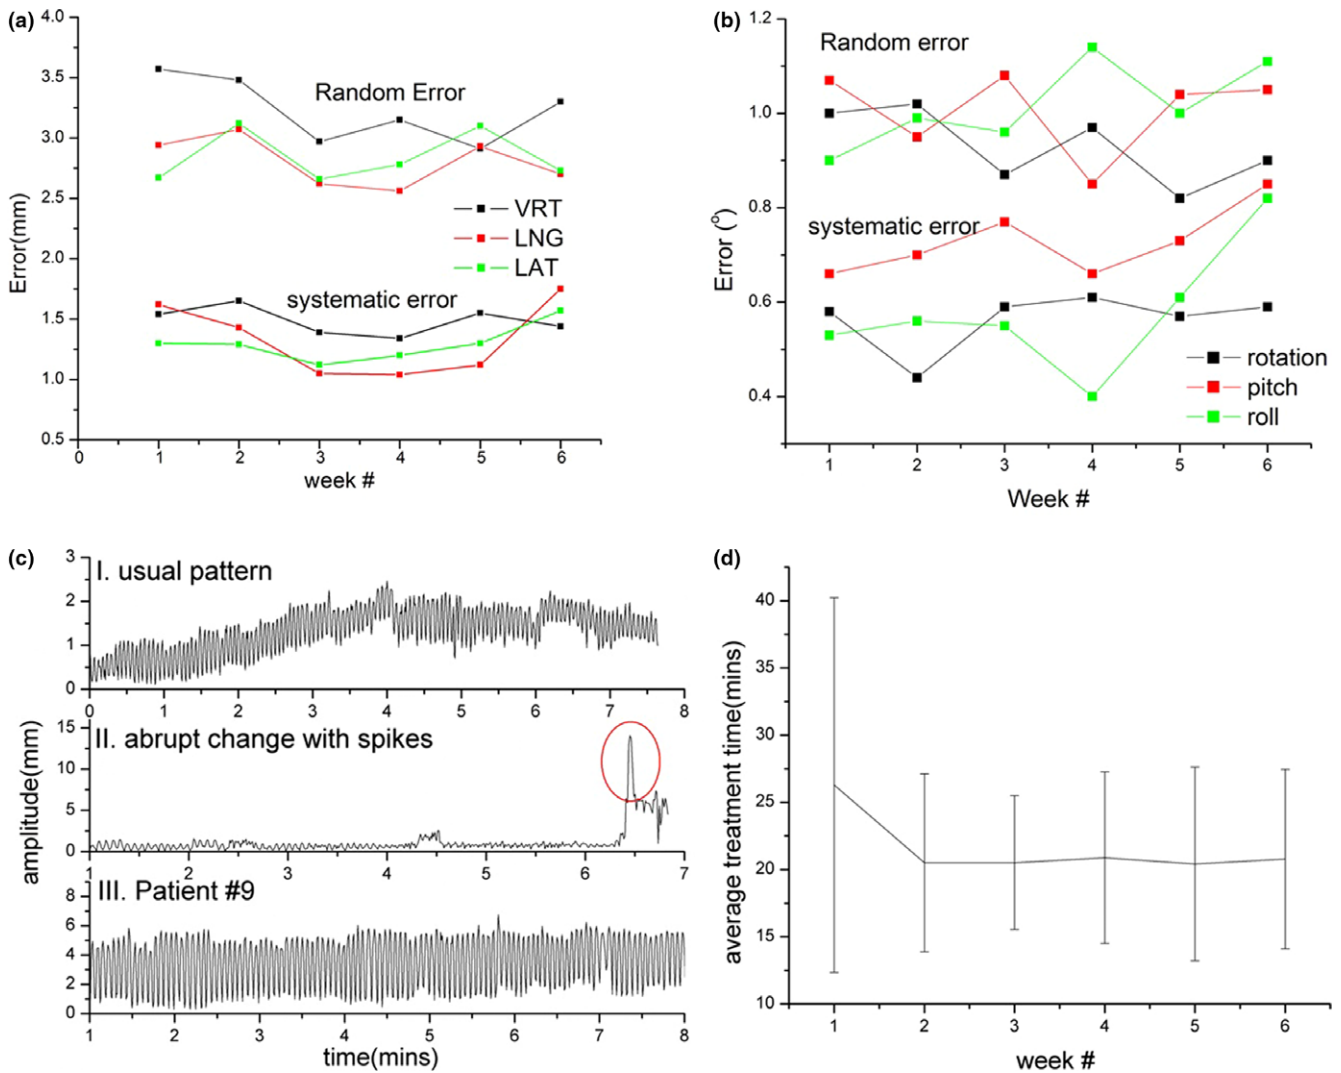 (a)
4.0
3.5
3.0
2.5
2.0
1.5
1.0
0.5
Error(mm)
Random Error
VRT
LNG
LAT
systematic error
0 1 2 3 4 5 6
week #
(b)
1.2
1.0
0.8
0.6
0.4
Error (°)
Random error
systematic error
rotation
pitch
roll
1 2 3 4 5 6
Week #
(c)
3
2
1
0
I. usual pattern
0 1 2 3 4 5 6 7 8
15
10
5
0
II. abrupt change with spikes
amplitude(mm)
1 2 3 4 5 6 7
8
6
4
2
0
III. Patient #9
1 2 3 4 5 6 7 8
time(mins)
(d)
40
35
30
25
20
15
10
average treatment time(mins)
1 2 3 4 5 6
week #